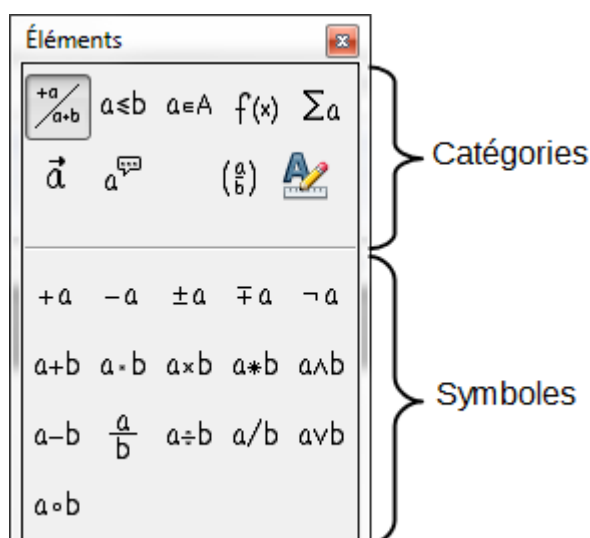 Éléments
+a/a+b a≤b a∈A f(x) Σa
a⃗ a (a/b) A
Catégories
+a −a ±a ∓a ¬a
a+b a·b a×b a∗b a∧b
a−b a/b a÷b a/b a∨b
a∘b
Symboles